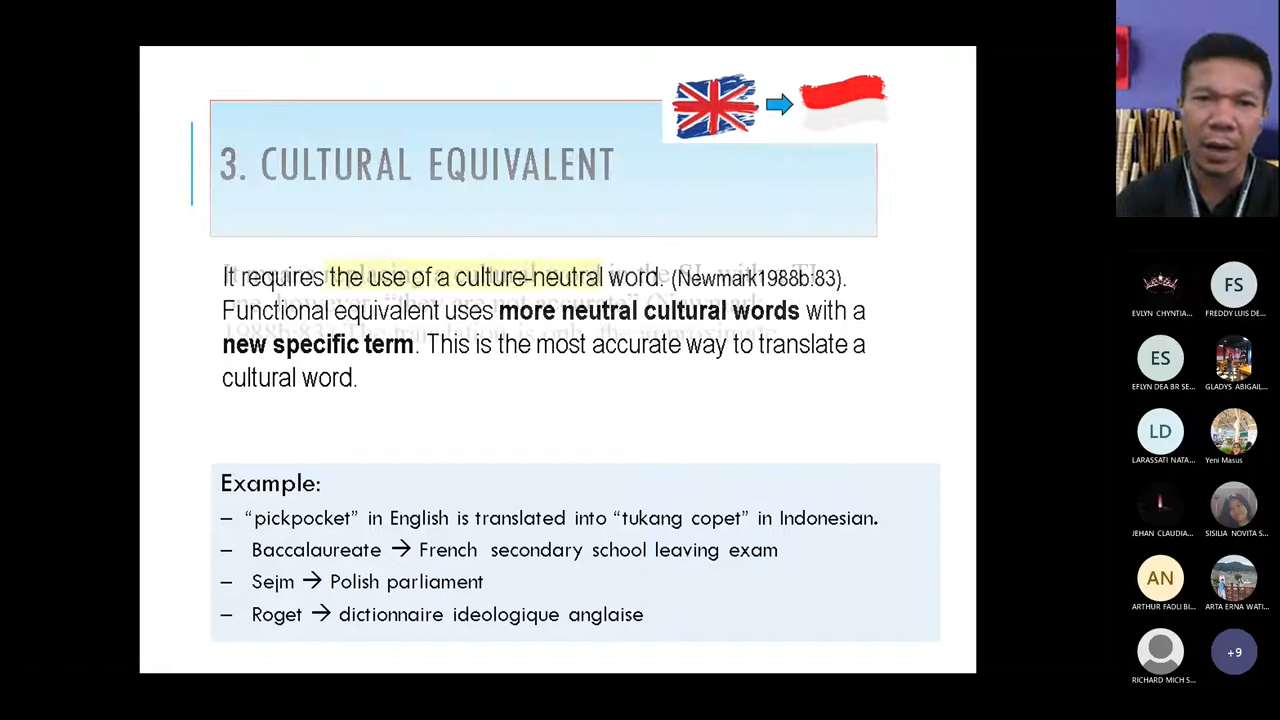 3. CULTURAL EQUIVALENT
It requires the use of a culture-neutral word. (Newmark1988b:83).
Functional equivalent uses more neutral cultural words with a
new specific term. This is the most accurate way to translate a
cultural word.
Example:
– “pickpocket” in English is translated into “tukang copet” in Indonesian.
– Baccalaureate → French secondary school leaving exam
– Sejm → Polish parliament
– Roget → dictionnaire ideologique anglaise
EVLYN CHYNTIA...
FS
FREDDY LUIS DE...
ES
EFLYN DEA BR SE...
GLADYS ABIGAIL...
LD
LARASSATI NATA...
Yeni Masus
JEHAN CLAUDIA...
SISILIA NOVITA S...
AN
ARTHUR FADLI BI...
ARTA ERNA WATI...
RICHARD MICH S...
+9